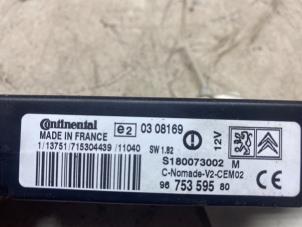 Continental
e2 03 08169
MADE IN FRANCE
12V
1/13751/715304439 /11040 SW 1.82
S180073002 M
C-Nomade-V2-CEM02
96 753 595 80
CE